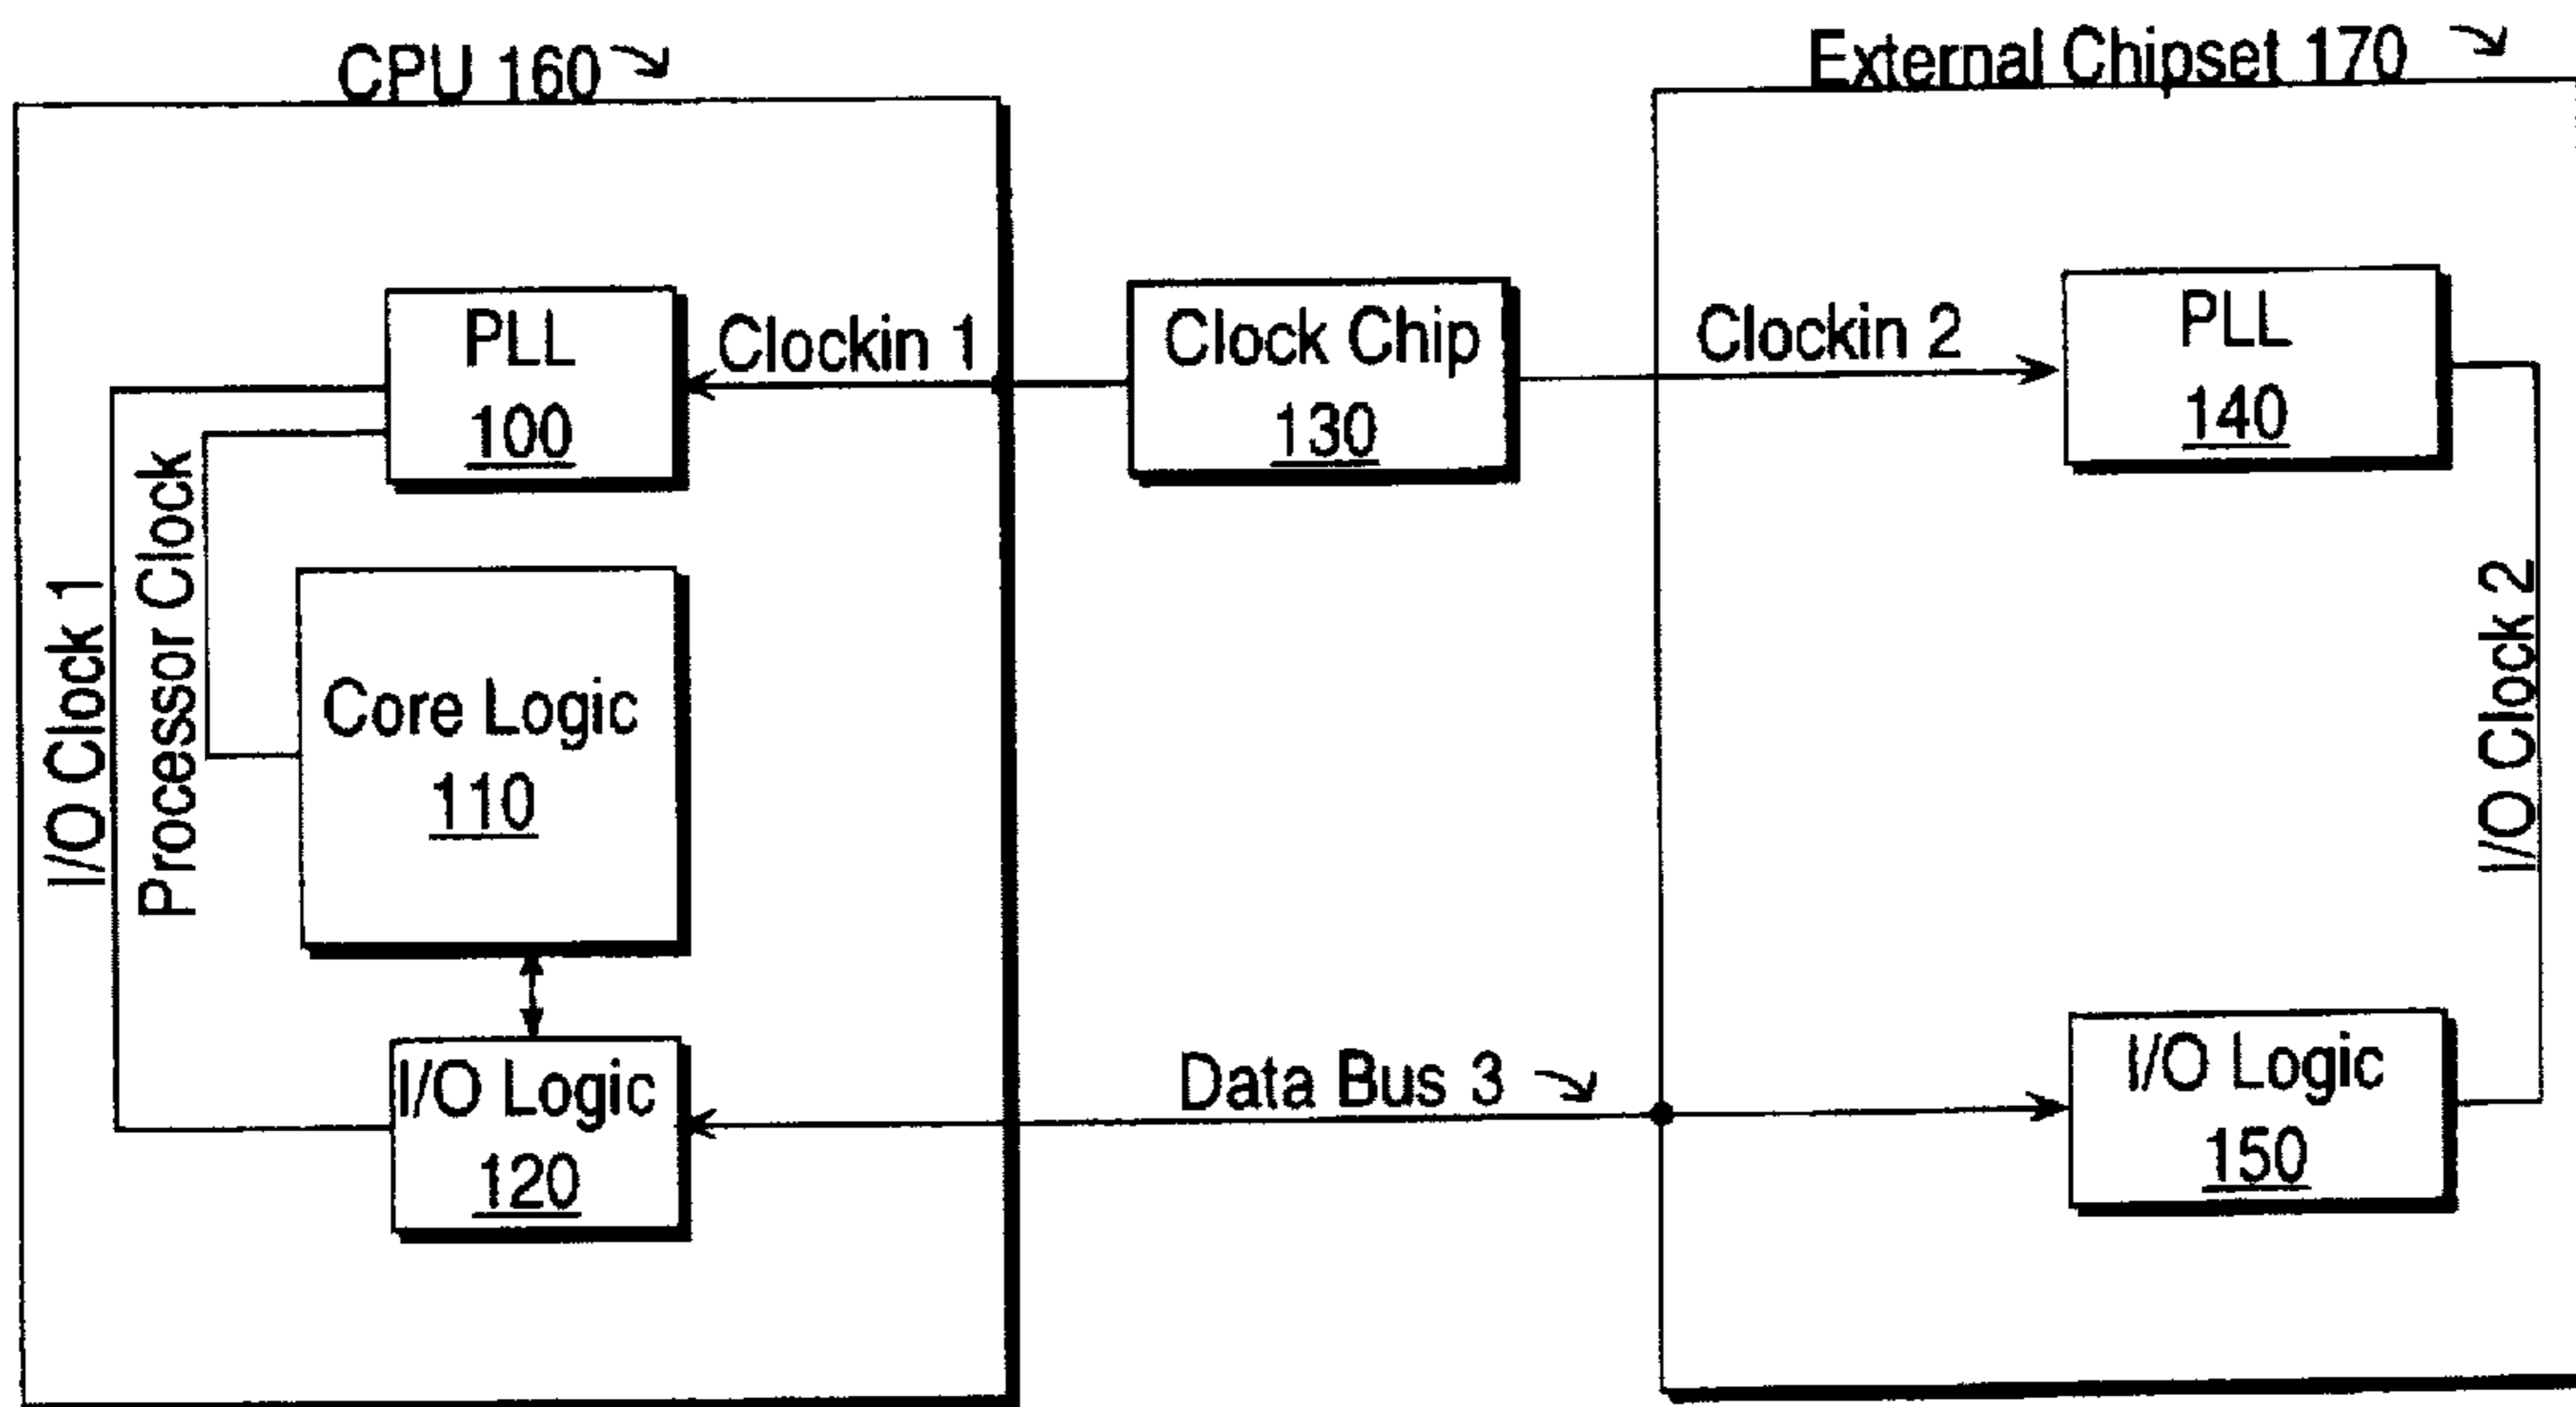 CPU 160
External Chipset 170
PLL
100
Clockin 1
Clock Chip
130
Clockin 2
PLL
140
I/O Clock 1
Processor Clock
Core Logic
110
I/O Clock 2
I/O Logic
120
Data Bus 3
I/O Logic
150